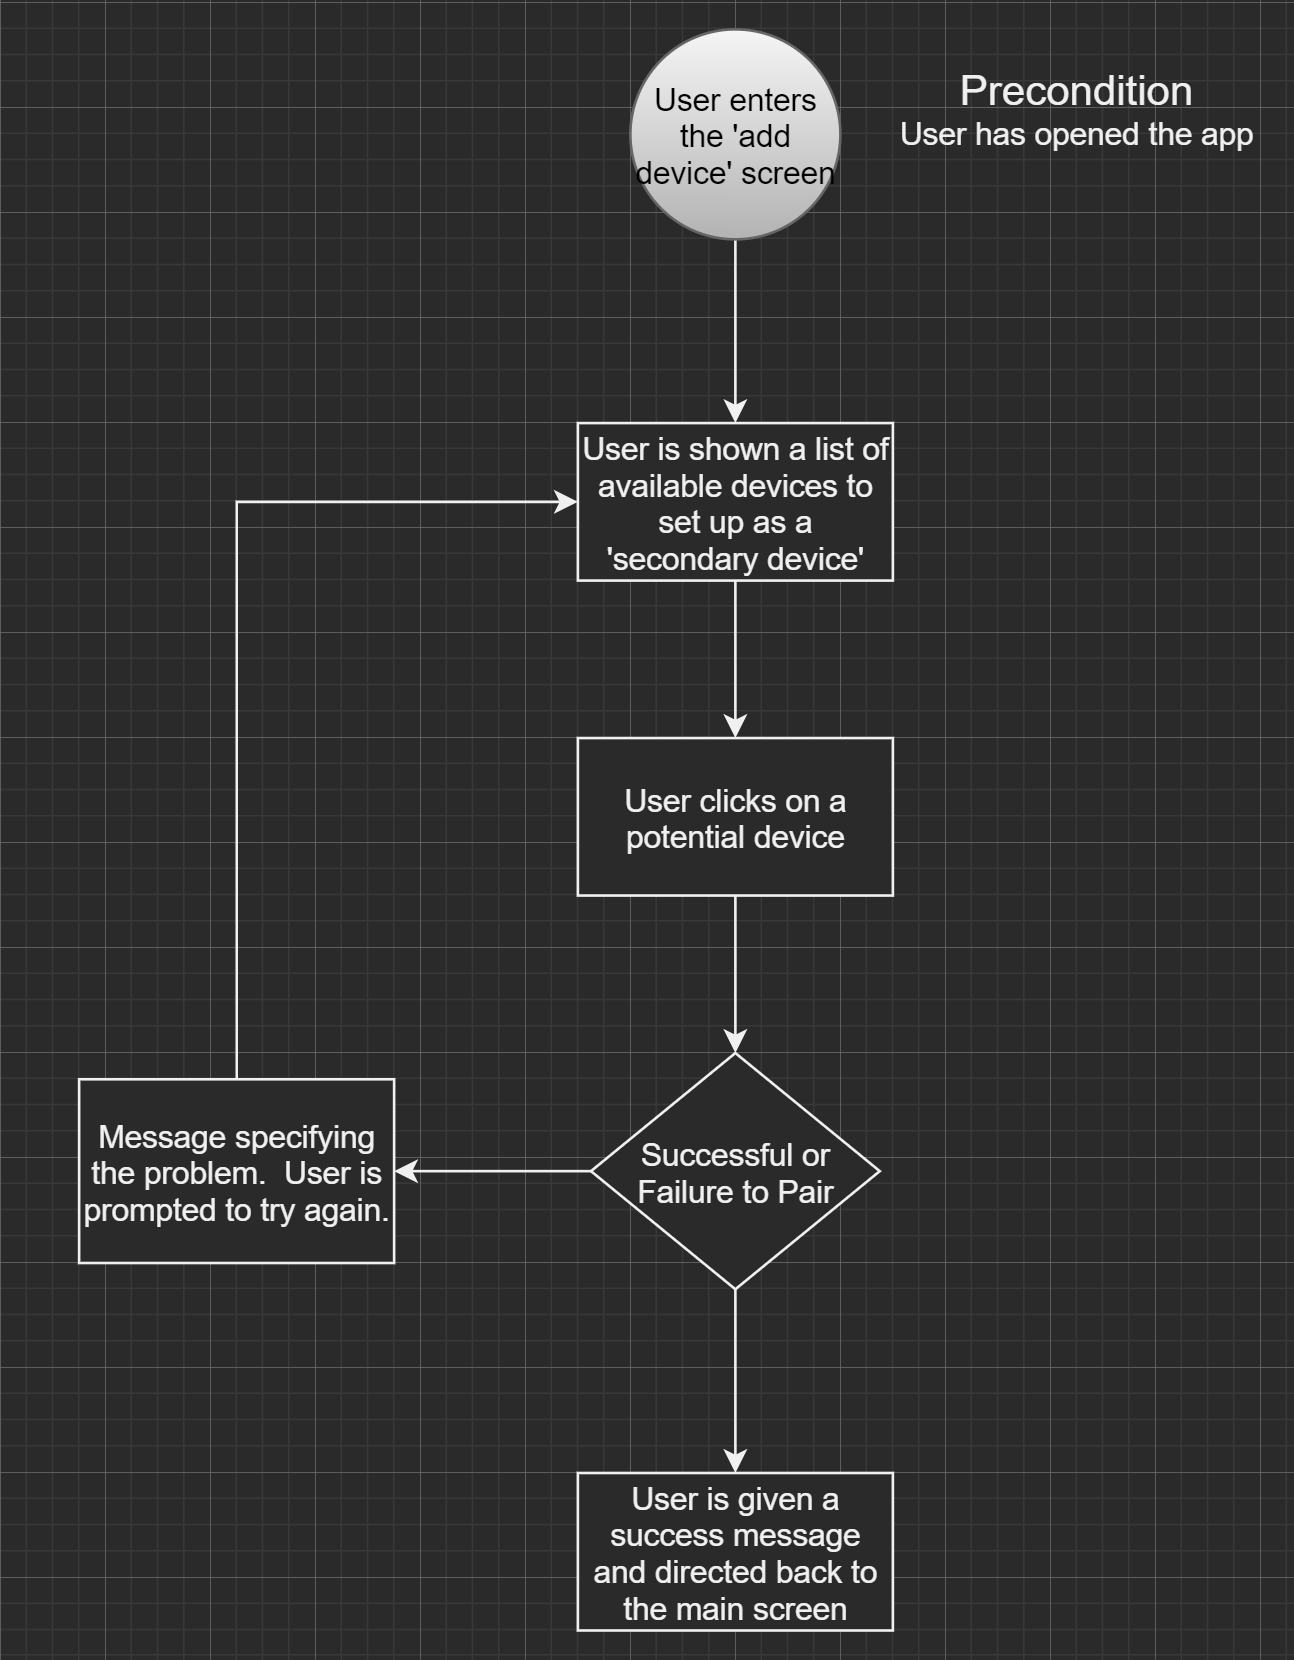 User enters
the 'add
device' screen
Precondition
User has opened the app
User is shown a list of
available devices to
set up as a
'secondary device'
User clicks on a
potential device
Successful or
Failure to Pair
Message specifying
the problem.  User is
prompted to try again.
User is given a
success message
and directed back to
the main screen